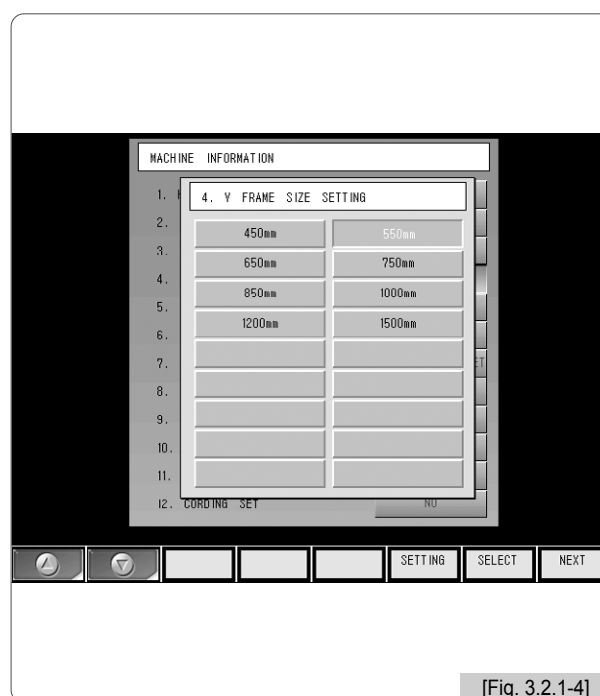 MACHINE INFORMATION
1.
4. Y FRAME SIZE SETTING
2.
450mm 550mm
3.
650mm 750mm
4.
850mm 1000mm
5.
1200mm 1500mm
6.
7.
8.
9.
10.
11.
12. CORDING SET NO
SETTING SELECT NEXT
[Fig. 3.2.1-4]